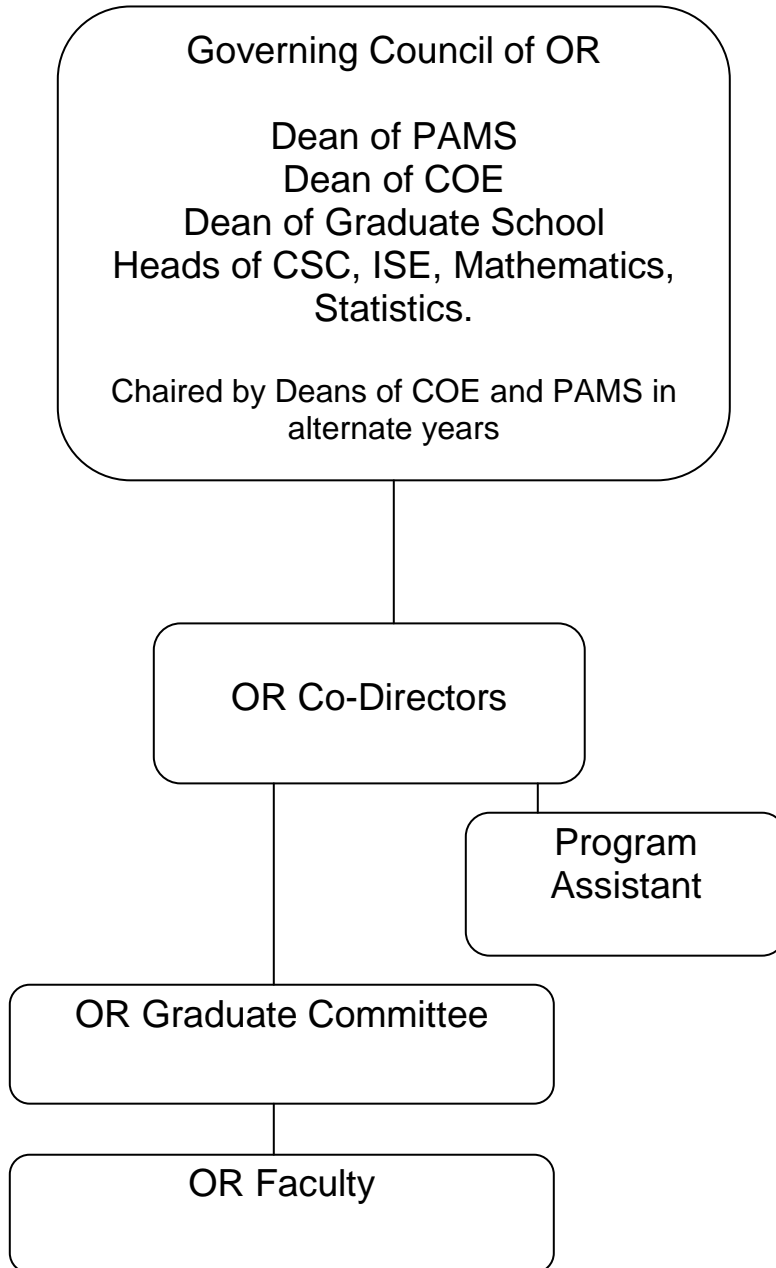 Governing Council of OR
Dean of PAMS
Dean of COE
Dean of Graduate School
Heads of CSC, ISE, Mathematics,
Statistics.
Chaired by Deans of COE and PAMS in
alternate years
OR Co-Directors
Program
Assistant
OR Graduate Committee
OR Faculty